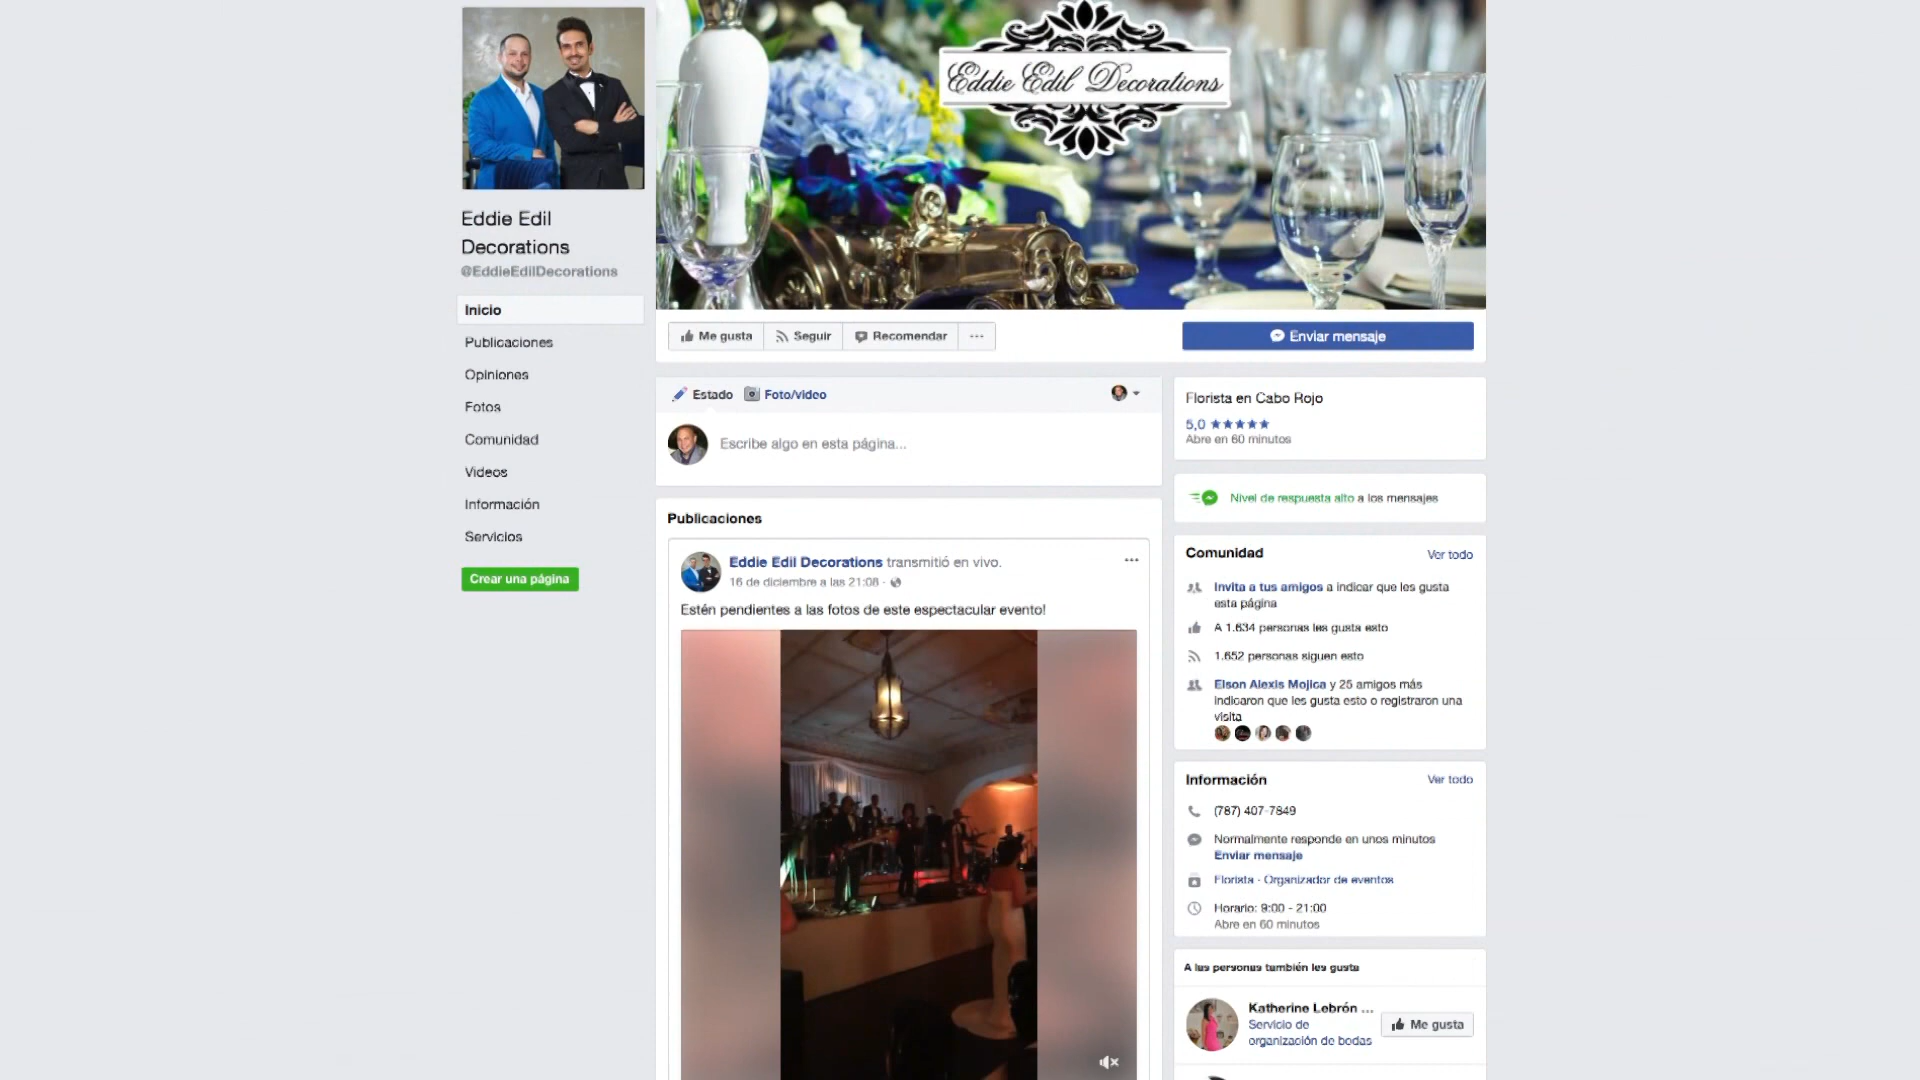 Eddie Edil Decorations
Eddie Edil
Decorations
@EddieEdilDecorations
Inicio
Publicaciones
Opiniones
Fotos
Comunidad
Videos
Información
Servicios
Crear una página
Me gusta
Seguir
Recomendar
Enviar mensaje
Estado
Foto/video
Escribe algo en esta página...
Publicaciones
Eddie Edil Decorations transmitió en vivo.
16 de diciembre a las 21:08 ·
Estén pendientes a las fotos de este espectacular evento!
Florista en Cabo Rojo
5,0 ★★★★★
Abre en 60 minutos
Nivel de respuesta alto a los mensajes
Comunidad
Ver todo
Invita a tus amigos a indicar que les gusta
esta página
A 1.634 personas les gusta esto
1.652 personas siguen esto
Elson Alexis Mojica y 25 amigos más
indicaron que les gusta esto o registraron una
visita
Información
Ver todo
(787) 407-7849
Normalmente responde en unos minutos
Enviar mensaje
Florista · Organizador de eventos
Horario: 9:00 - 21:00
Abre en 60 minutos
A las personas también les gusta
Katherine Lebrón ...
Servicio de
organización de bodas
Me gusta